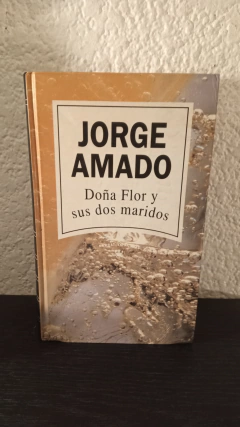 JORGE
AMADO
Doña Flor y
sus dos maridos